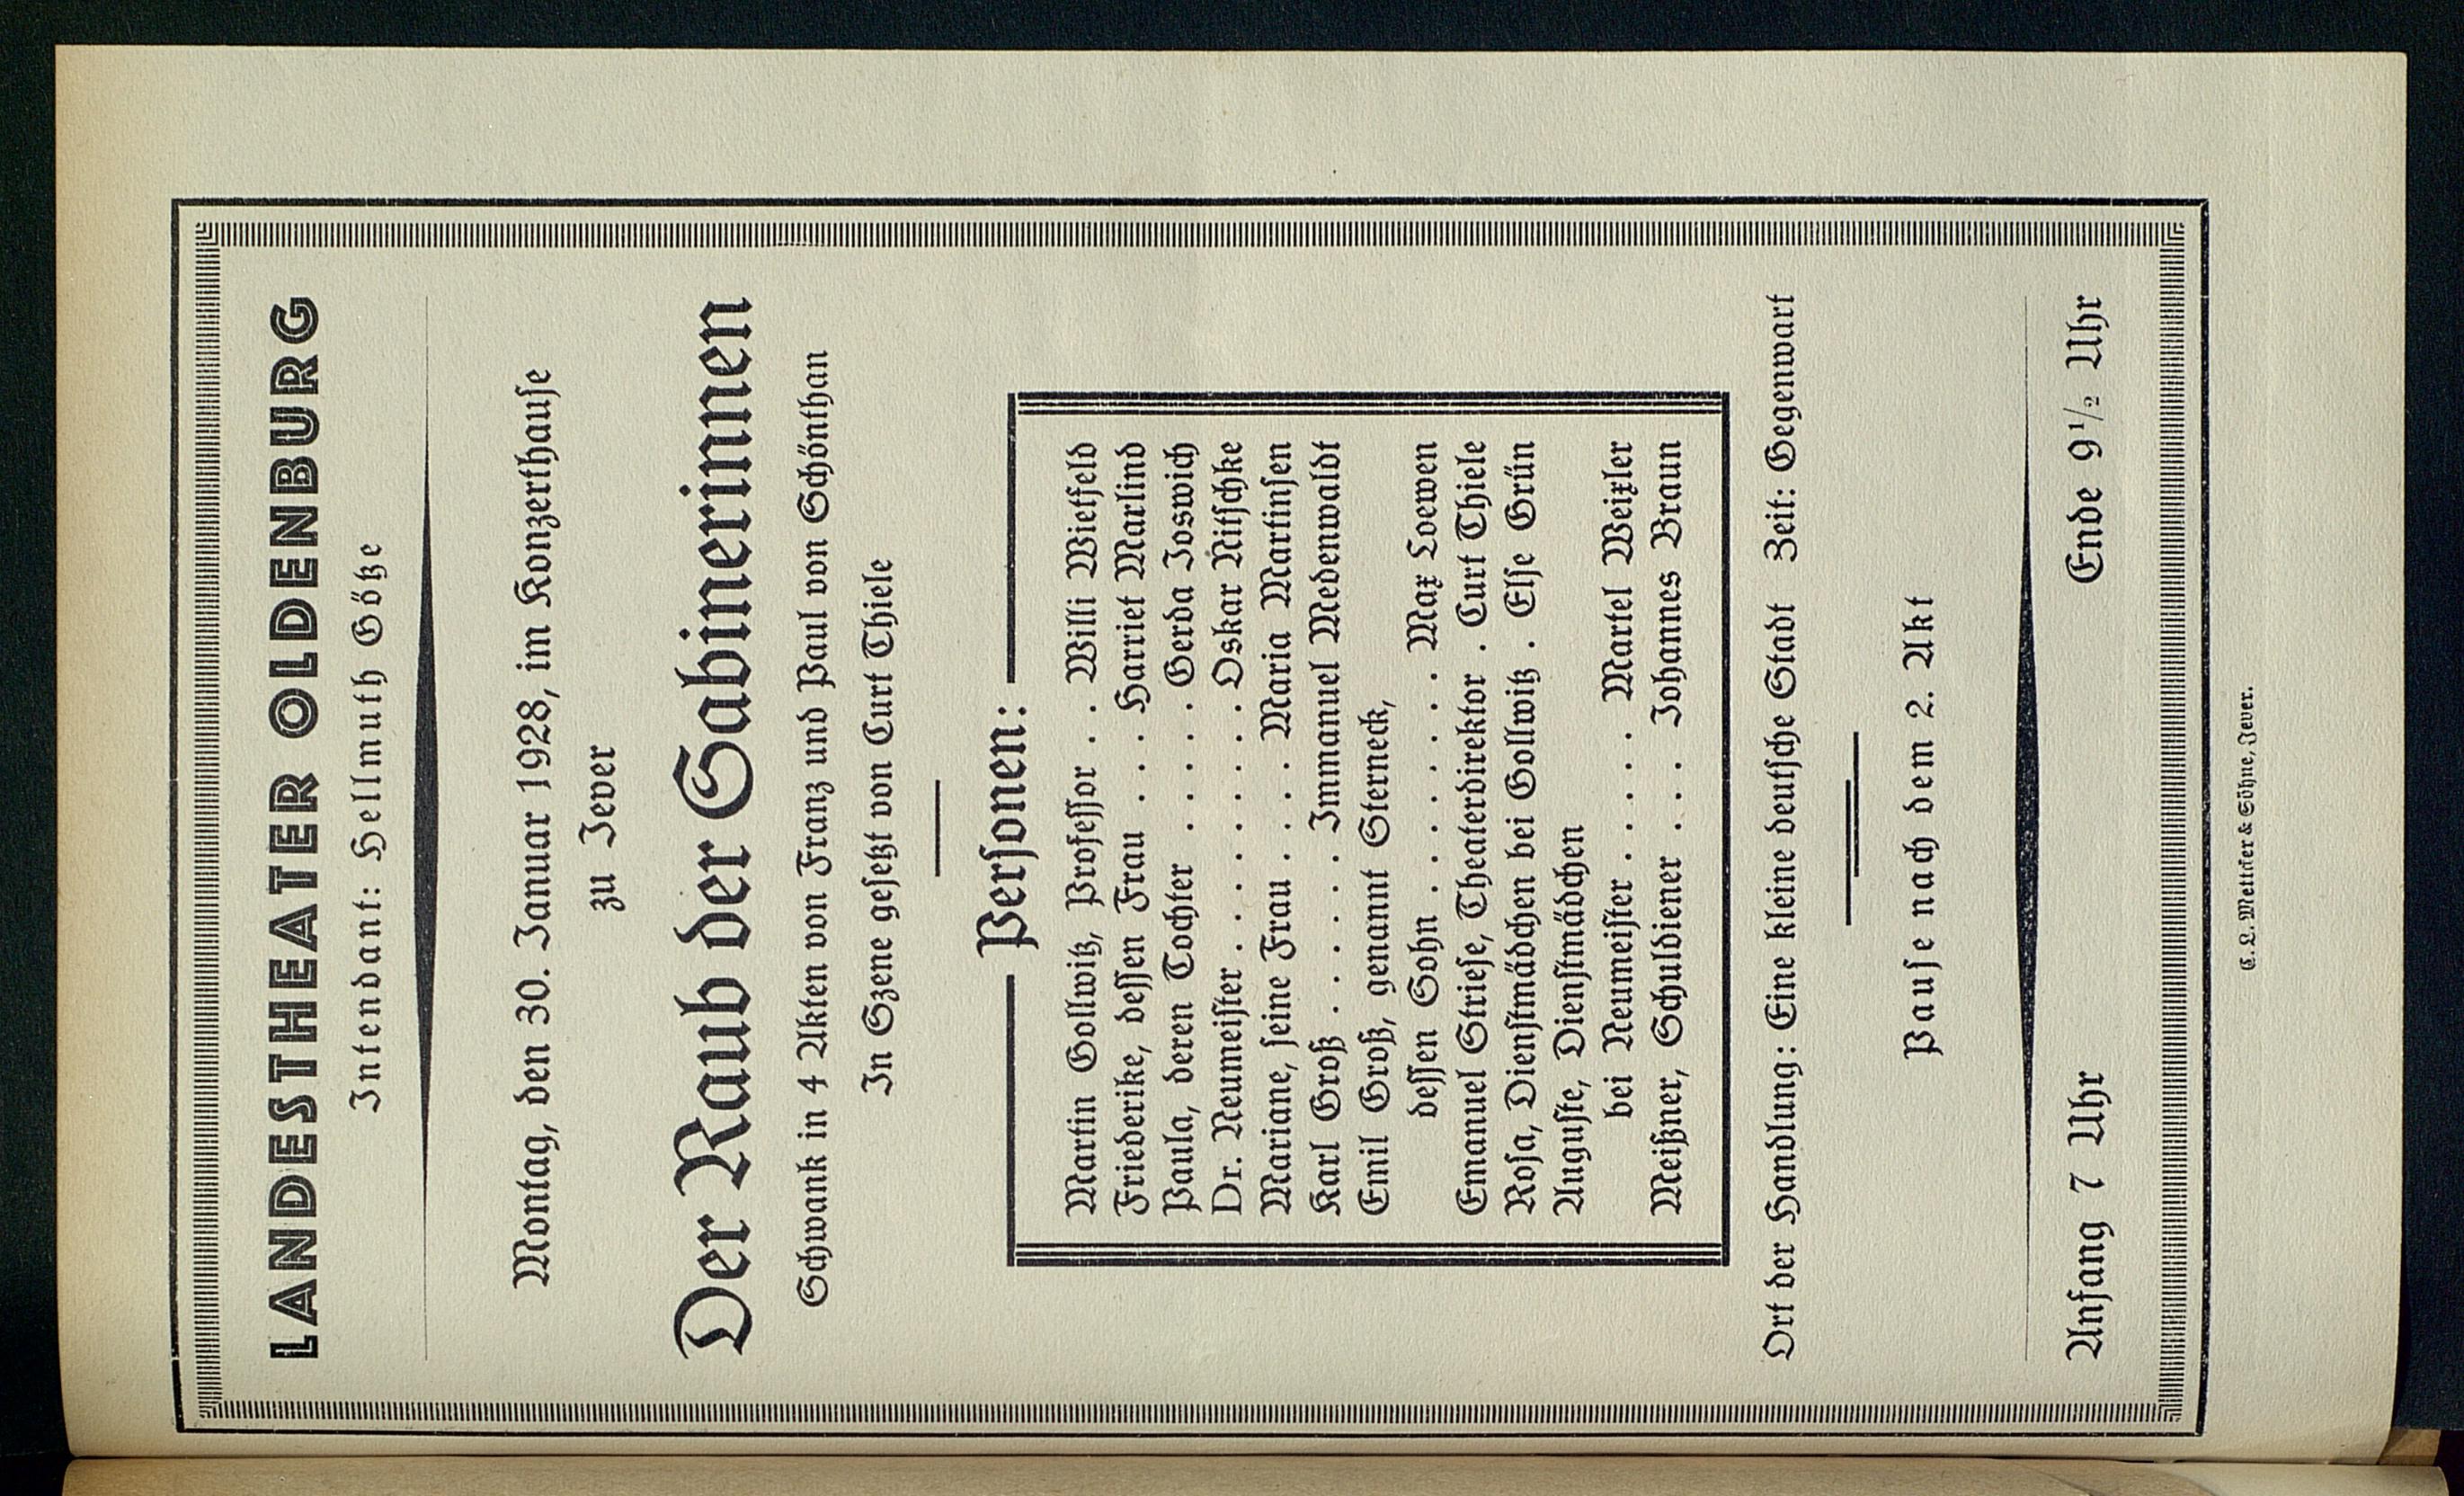 LANDESTHEATER OLDENBURG
Intendant: Hellmuth Götze
Montag, den 30. Januar 1928, im Konzerthause
zu Jever
Der Raub der Sabinerinnen
Schwank in 4 Akten von Franz und Paul von Schönthan
In Szene gesetzt von Curt Thiele
Personen:
Martin Gollwitz, Professor . . Willi Wietfeld
Friederike, dessen Frau . . . Harriet Marlind
Paula, deren Tochter . . . . . Gerda Joswich
Dr. Neumeister . . . . . . . . Oskar Nitschke
Mariane, seine Frau . . . . Maria Martinsen
Karl Groß . . . . . . Immanuel Medenwaldt
Emil Groß, genannt Sterneck,
dessen Sohn . . . . . . . . Max Loewen
Emanuel Striese, Theaterdirektor . Curt Thiele
Rosa, Dienstmädchen bei Gollwitz . Else Grün
Auguste, Dienstmädchen
bei Neumeister . . . . . Martel Weixler
Meißner, Schuldiener . . . Johannes Braun
Ort der Handlung: Eine kleine deutsche Stadt Zeit: Gegenwart
Pause nach dem 2. Akt
Anfang 7 Uhr Ende 9½ Uhr
C. L. Mettcker & Söhne, Jever.